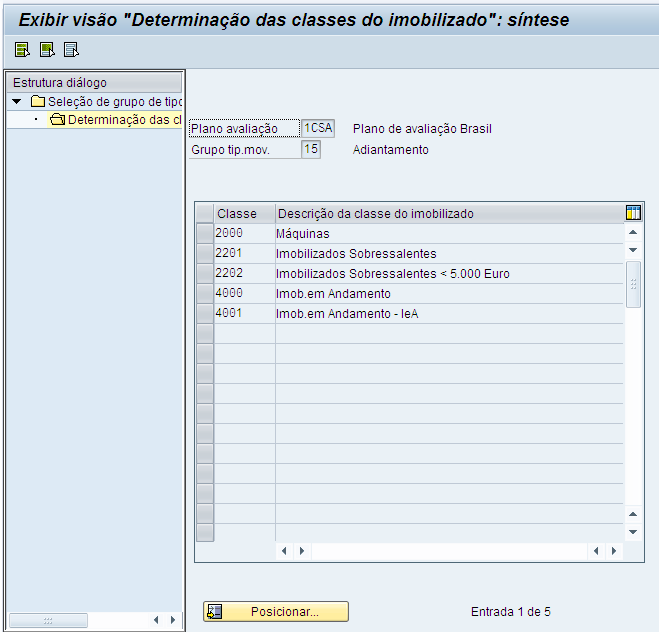 Exibir visão "Determinação das classes do imobilizado": síntese
Estrutura diálogo
Seleção de grupo de tipo
Determinação das cl
Plano avaliação 1CSA Plano de avaliação Brasil
Grupo tip.mov. 15 Adiantamento
Classe Descrição da classe do imobilizado
2000 Máquinas
2201 Imobilizados Sobressalentes
2202 Imobilizados Sobressalentes < 5.000 Euro
4000 Imob.em Andamento
4001 Imob.em Andamento - IeA
Posicionar... Entrada 1 de 5